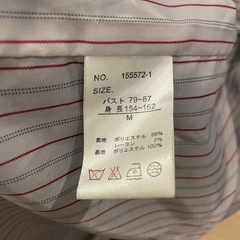 NO. 155572-1
SIZE.
バスト 79-87
身長 154-162
M
表地 ポリエステル 95%
レーヨン 5%
裏地 ポリエステル 100%